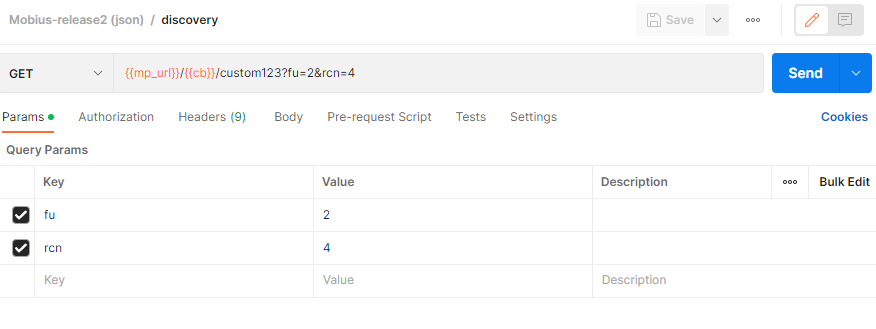 Mobius-release2 (json) / discovery
Save
GET {{mp_url}}/{{cb}}/custom123?fu=2&rcn=4 Send
Params Authorization Headers (9) Body Pre-request Script Tests Settings Cookies
Query Params
Key Value Description Bulk Edit
fu 2
rcn 4
Key Value Description